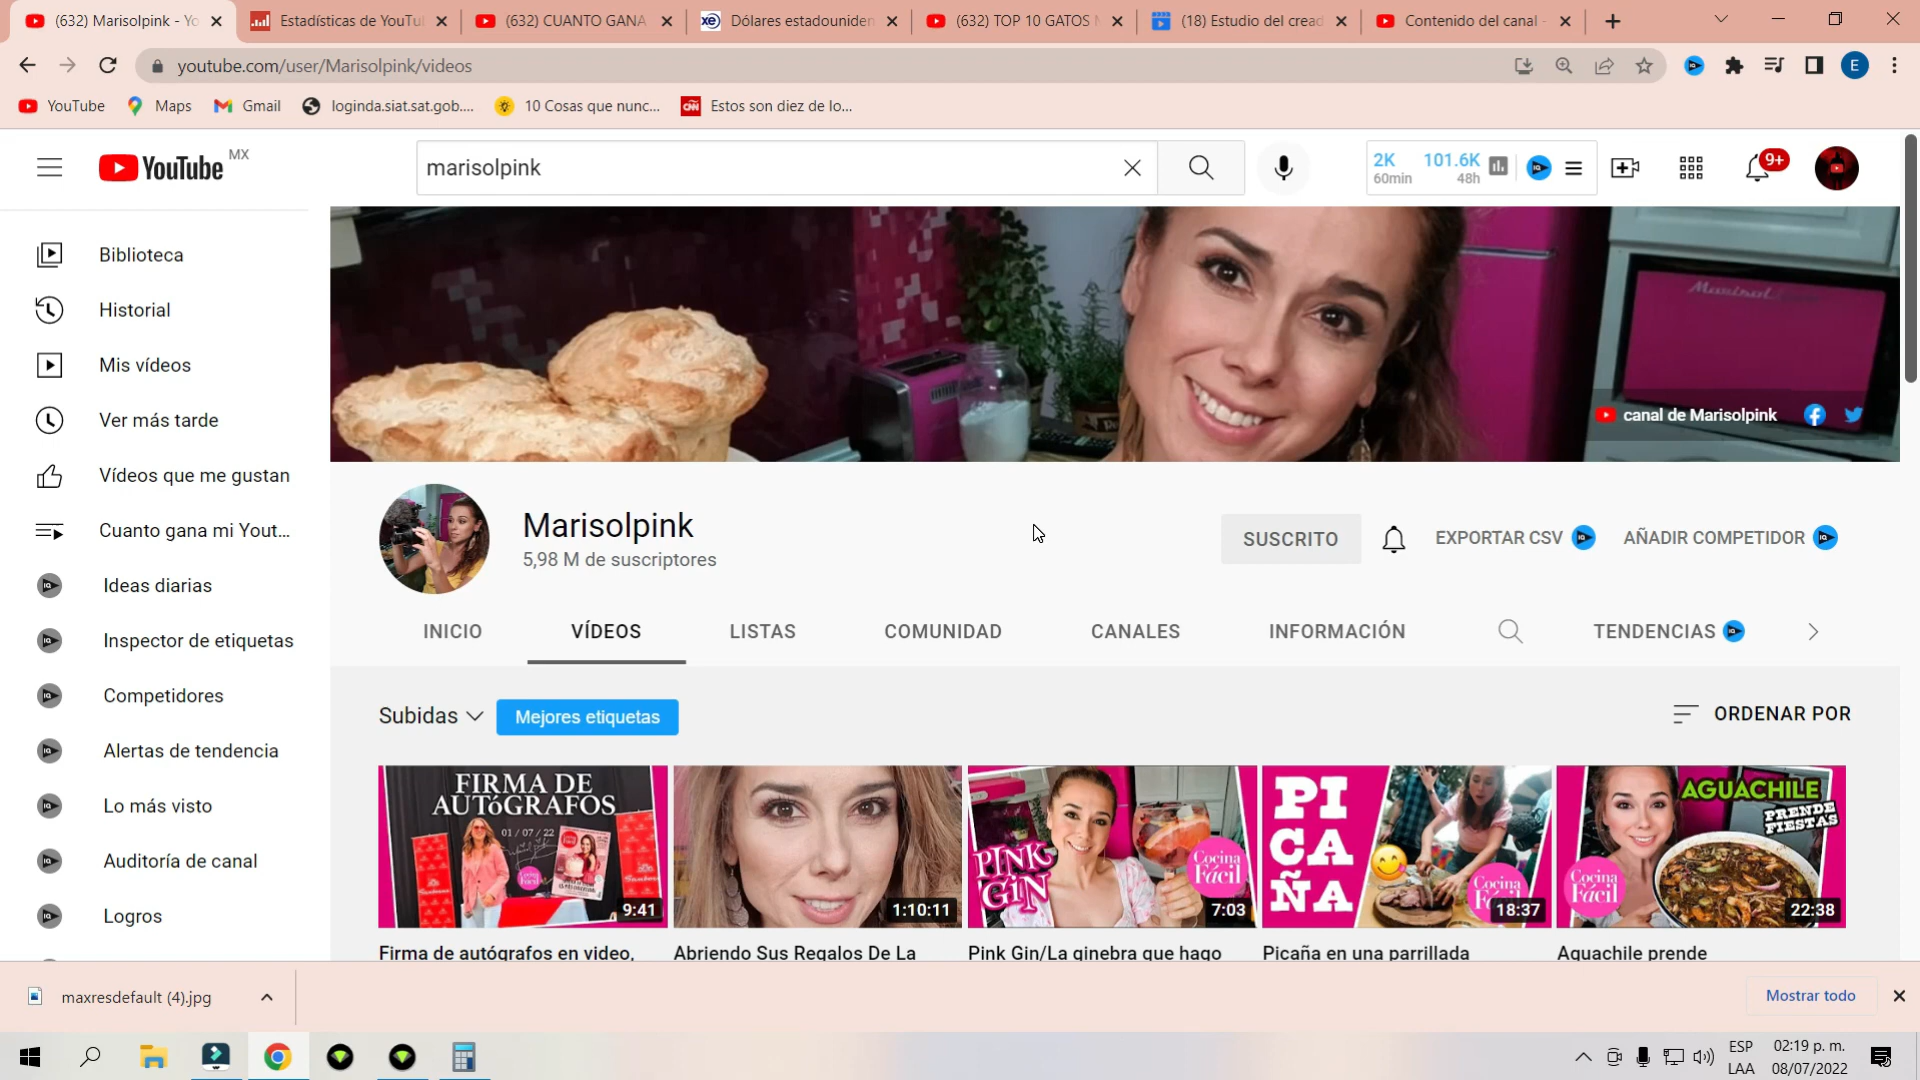 (632) Marisolpink - Yo
Estadísticas de YouTu
(632) CUANTO GANA
xe Dólares estadouniden
(632) TOP 10 GATOS
(18) Estudio del cread
Contenido del canal -
youtube.com/user/Marisolpink/videos
E
YouTube
Maps
Gmail
loginda.siat.sat.gob....
10 Cosas que nunc...
CNN Estos son diez de lo...
YouTube MX
marisolpink
2K
60min
101.6K
48h
9+
Biblioteca
Historial
Mis vídeos
Ver más tarde
Vídeos que me gustan
Cuanto gana mi Yout...
Ideas diarias
Inspector de etiquetas
Competidores
Alertas de tendencia
Lo más visto
Auditoría de canal
Logros
Marisol
canal de Marisolpink
Marisolpink
5,98 M de suscriptores
SUSCRITO
EXPORTAR CSV
AÑADIR COMPETIDOR
INICIO
VÍDEOS
LISTAS
COMUNIDAD
CANALES
INFORMACIÓN
TENDENCIAS
Subidas
Mejores etiquetas
ORDENAR POR
FIRMA DE
AUTóGRAFOS
01 / 07 / 22
9:41
1:10:11
PINK
GIN
Cocina
Fácil
7:03
PI
CA
ÑA
Cocina
18:37
AGUACHILE
PRENDE
FIESTAS
Cocina
Fácil
22:38
Firma de autógrafos en video,
Abriendo Sus Regalos De La
Pink Gin/La ginebra que hago
Picaña en una parrillada
Aguachile prende
maxresdefault (4).jpg
Mostrar todo
ESP
LAA
02:19 p. m.
08/07/2022